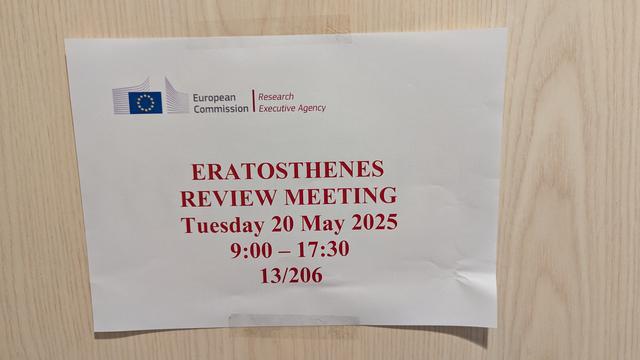 European Commission
Research Executive Agency
ERATOSTHENES
REVIEW MEETING
Tuesday 20 May 2025
9:00 – 17:30
13/206